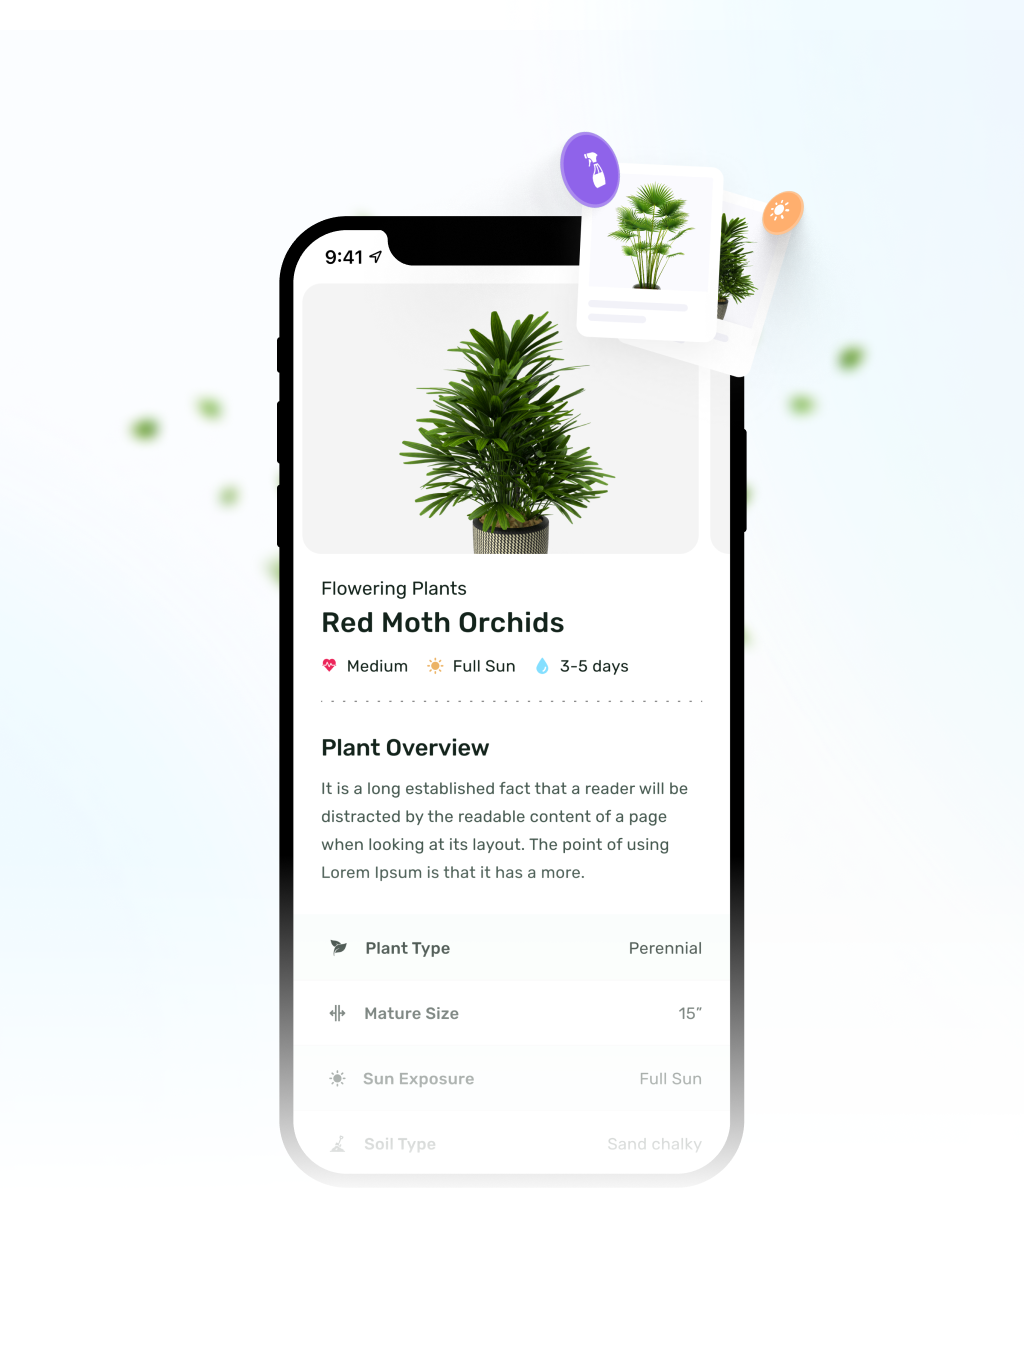 9:41
Flowering Plants
Red Moth Orchids
Medium Full Sun 3-5 days
Plant Overview
It is a long established fact that a reader will be
distracted by the readable content of a page
when looking at its layout. The point of using
Lorem Ipsum is that it has a more.
Plant Type Perennial
Mature Size 15”
Sun Exposure Full Sun
Soil Type Sand chalky